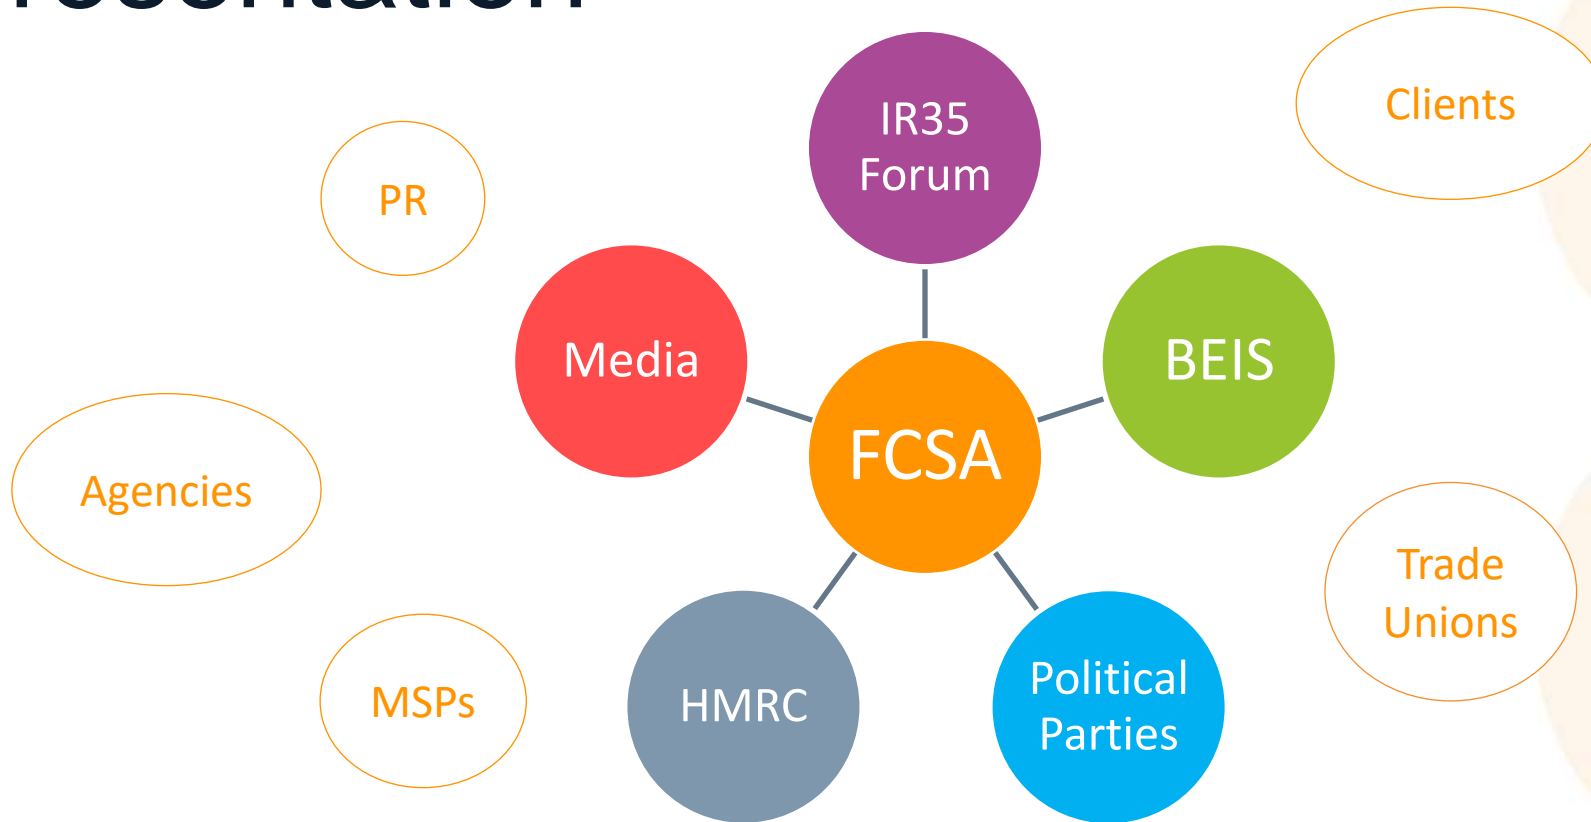 IR35
Forum
Clients
PR
Media
BEIS
FCSA
Agencies
Trade
Unions
MSPs
HMRC
Political
Parties